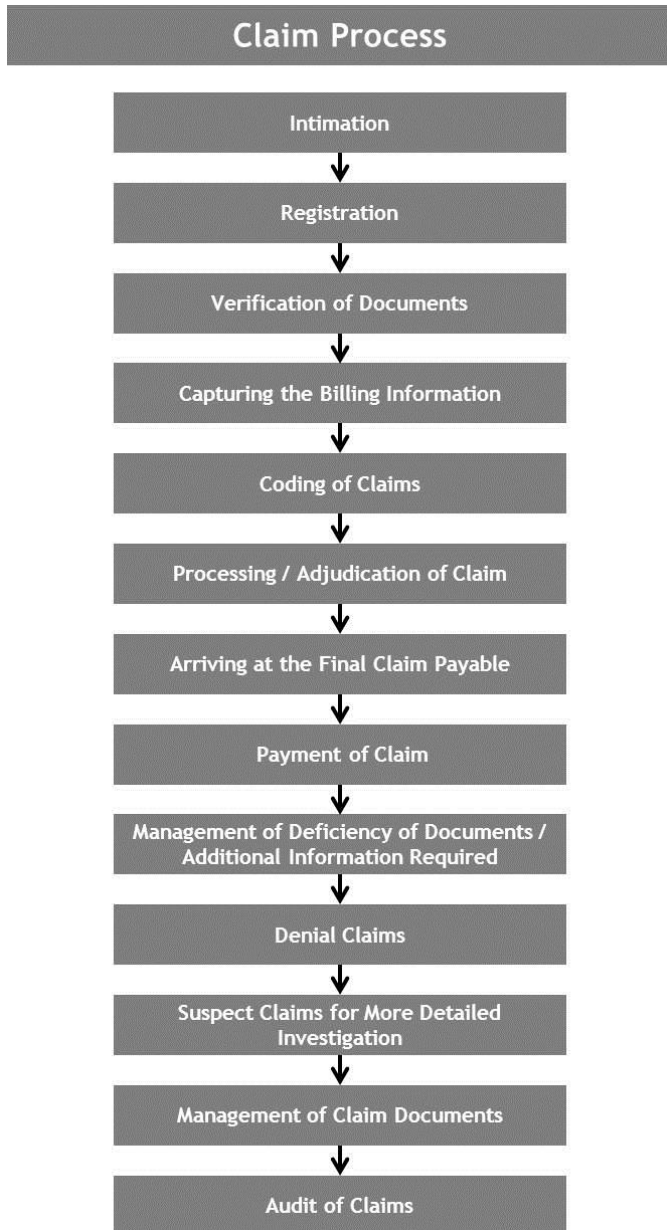 Claim Process
Intimation
Registration
Verification of Documents
Capturing the Billing Information
Coding of Claims
Processing / Adjudication of Claim
Arriving at the Final Claim Payable
Payment of Claim
Management of Deficiency of Documents /
Additional Information Required
Denial Claims
Suspect Claims for More Detailed
Investigation
Management of Claim Documents
Audit of Claims